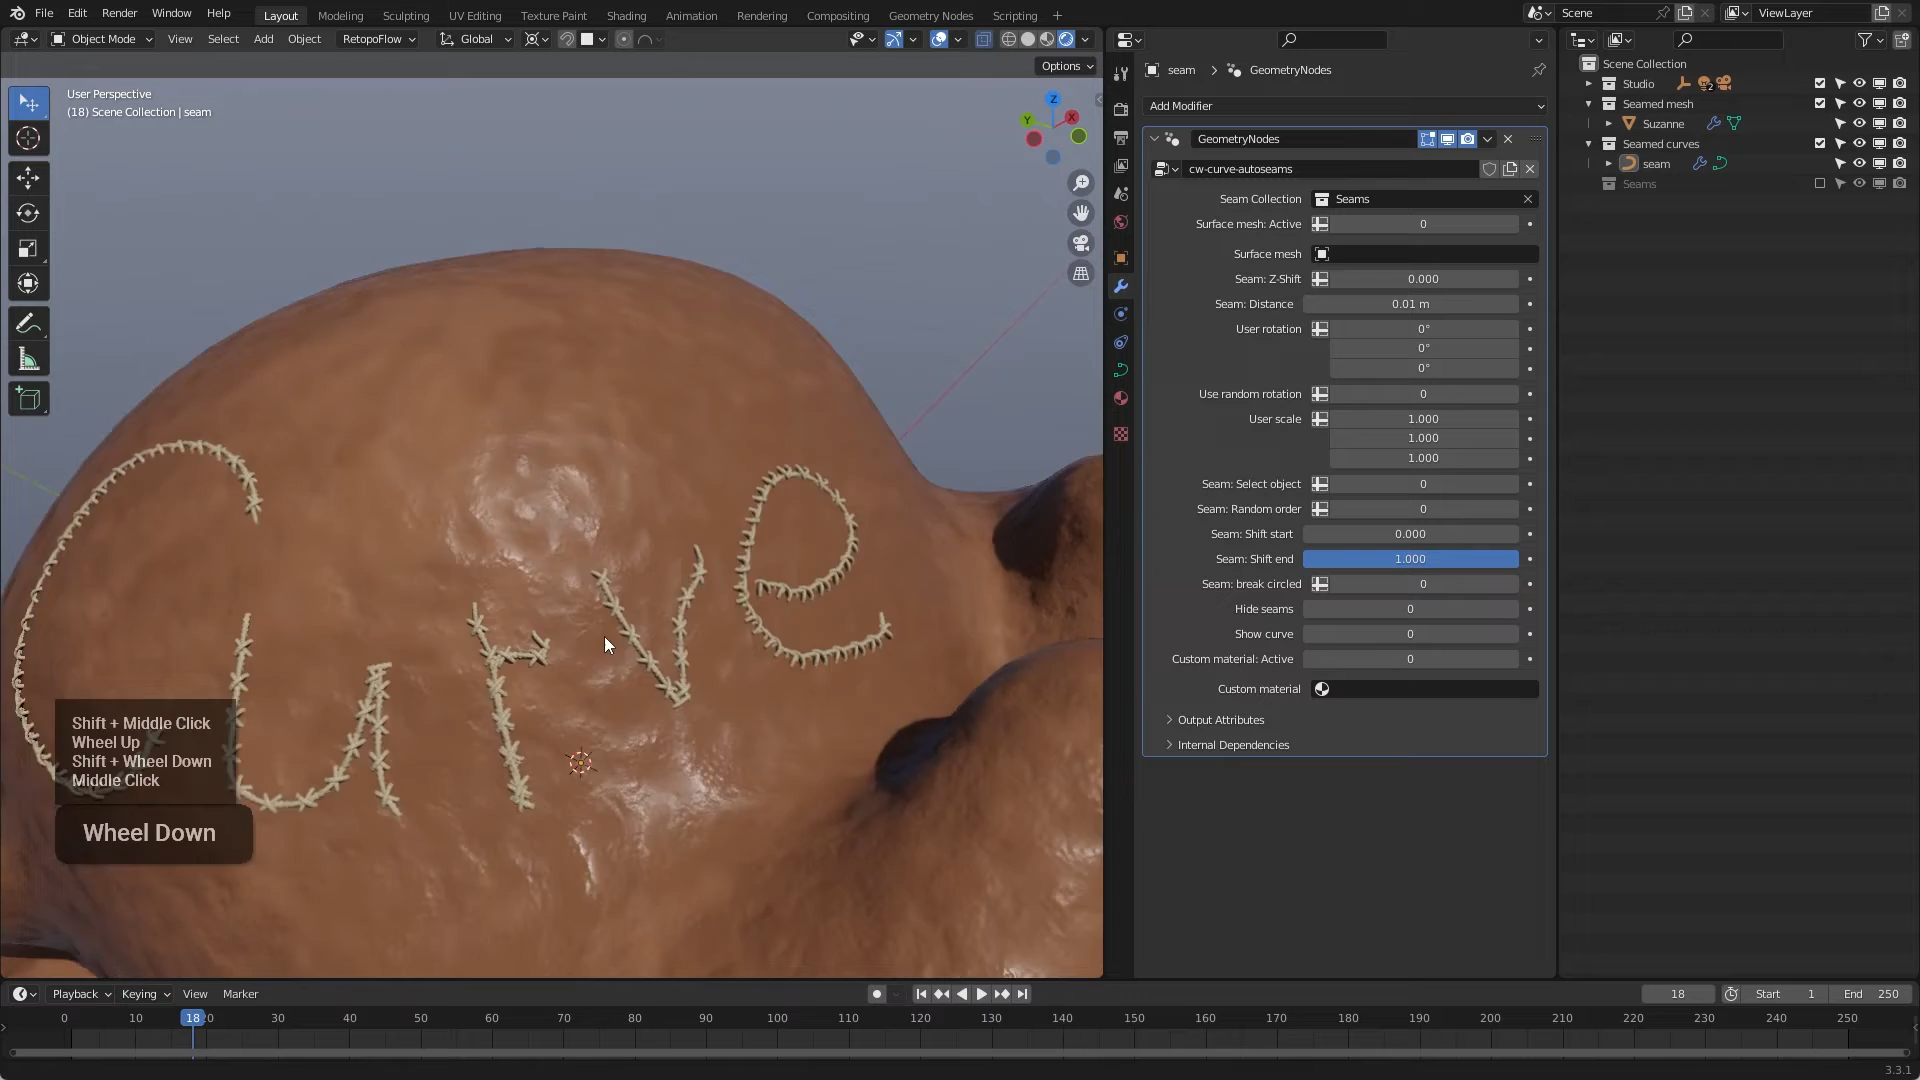 File Edit Render Window Help
Layout Modeling Sculpting UV Editing Texture Paint Shading Animation Rendering Compositing Geometry Nodes Scripting +
Scene
ViewLayer
Object Mode View Select Add Object RetopoFlow Global
Options
User Perspective
(18) Scene Collection | seam
Z
Y
X
Curve
Shift + Middle Click
Wheel Up
Shift + Wheel Down
Middle Click
Wheel Down
seam > GeometryNodes
Add Modifier
GeometryNodes
cw-curve-autoseams
Seam Collection Seams
Surface mesh: Active 0
Surface mesh
Seam: Z-Shift 0.000
Seam: Distance 0.01 m
User rotation 0°
0°
0°
Use random rotation 0
User scale 1.000
1.000
1.000
Seam: Select object 0
Seam: Random order 0
Seam: Shift start 0.000
Seam: Shift end 1.000
Seam: break circled 0
Hide seams 0
Show curve 0
Custom material: Active 0
Custom material
Output Attributes
Internal Dependencies
Scene Collection
Studio 2
Seamed mesh
Suzanne
Seamed curves
seam
Seams
Playback Keying View Marker
18 Start 1 End 250
0 10 18 20 30 40 50 60 70 80 90 100 110 120 130 140 150 160 170 180 190 200 210 220 230 240 250
3.3.1